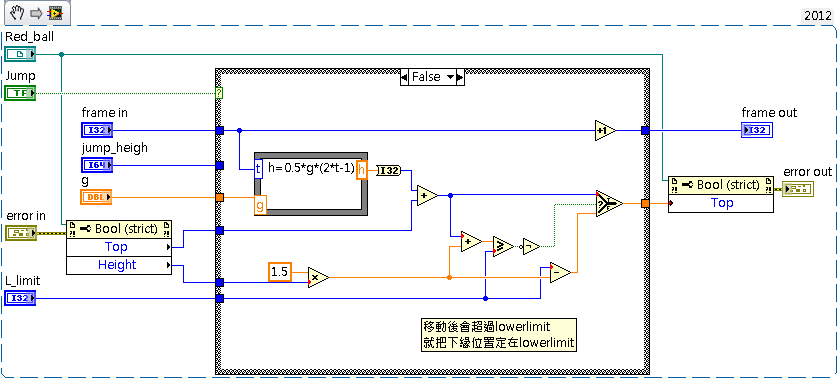 2012
Red_ball
Jump
TF
False
frame in
I32
+1
frame out
I32
jump_heigh
I64
t
h=0.5*g*(2*t-1)
h
I32
g
DBL
g
error in
Bool (strict)
Top
Height
1.5
L_limit
I32
移動後會超過lowerlimit
就把下緣位置定在lowerlimit
Bool (strict)
Top
error out